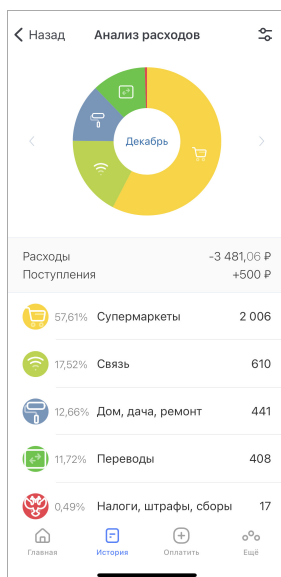 Назад Анализ расходов
Декабрь
Расходы -3 481,06 ₽
Поступления +500 ₽
57,61% Супермаркеты 2 006
17,52% Связь 610
12,66% Дом, дача, ремонт 441
11,72% Переводы 408
0,49% Налоги, штрафы, сборы 17
Главная История Оплатить Ещё